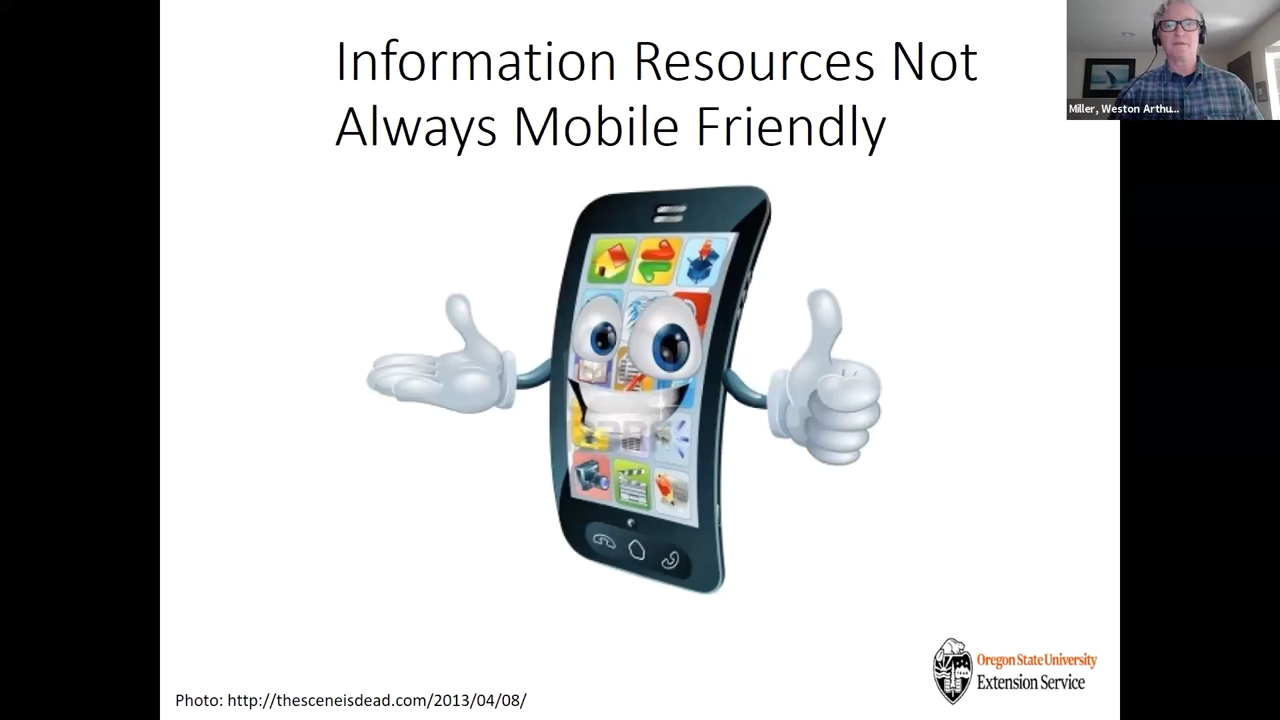 Information Resources Not
Always Mobile Friendly
Miller, Weston Arthu...
Oregon State University
Extension Service
Photo: http://thesceneisdead.com/2013/04/08/